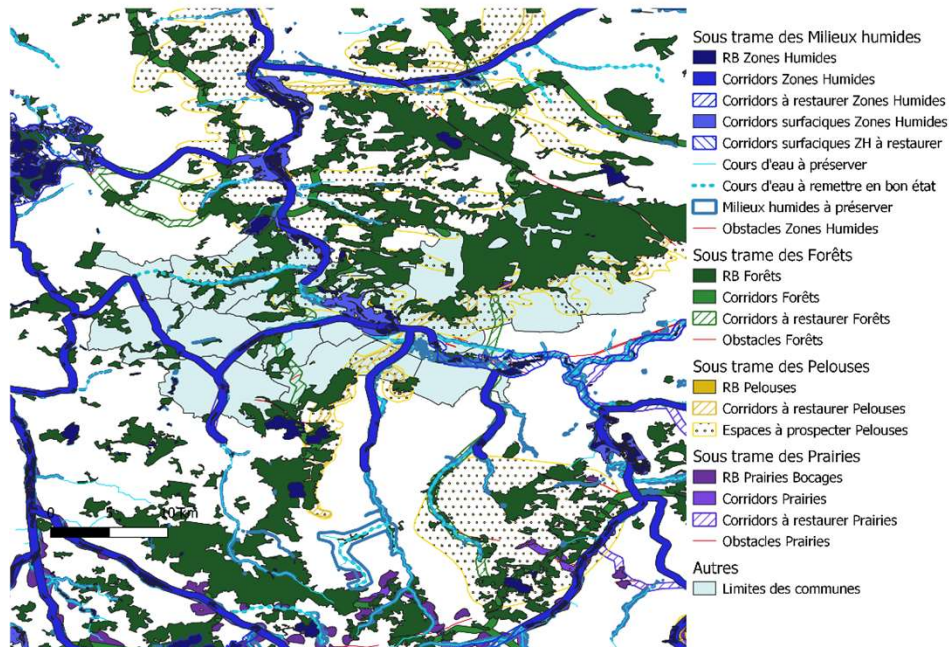 Sous trame des Milieux humides
RB Zones Humides
Corridors Zones Humides
Corridors à restaurer Zones Humides
Corridors surfaciques Zones Humides
Corridors surfaciques ZH à restaurer
Cours d'eau à préserver
Cours d'eau à remettre en bon état
Milieux humides à préserver
Obstacles Zones Humides
Sous trame des Forêts
RB Forêts
Corridors Forêts
Corridors à restaurer Forêts
Obstacles Forêts
Sous trame des Pelouses
RB Pelouses
Corridors à restaurer Pelouses
Espaces à prospecter Pelouses
Sous trame des Prairies
RB Prairies Bocages
Corridors Prairies
Corridors à restaurer Prairies
Obstacles Prairies
Autres
Limites des communes
0 5 10 km